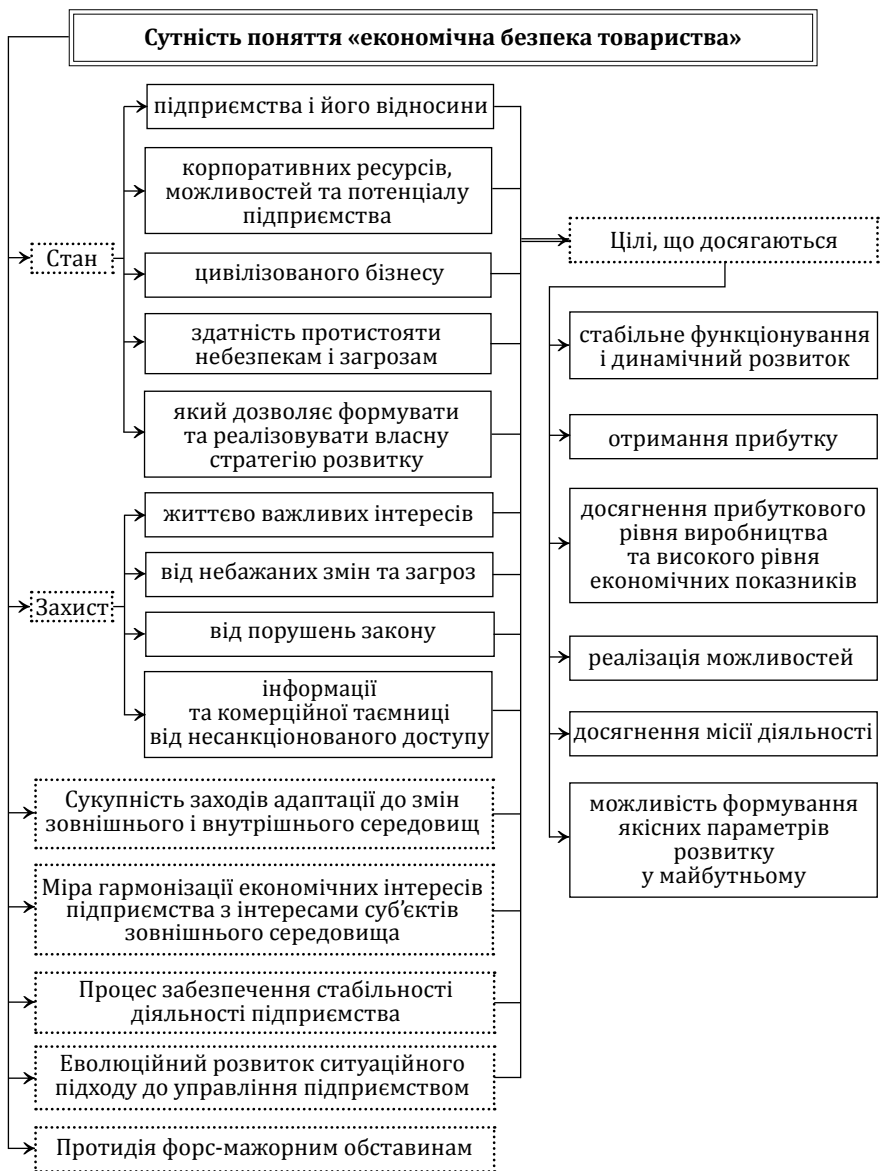 Сутність поняття «економічна безпека товариства»
Стан
підприємства і його відносини
корпоративних ресурсів,
можливостей та потенціалу
підприємства
цивілізованого бізнесу
здатність протистояти
небезпекам і загрозам
який дозволяє формувати
та реалізовувати власну
стратегію розвитку
Захист
життєво важливих інтересів
від небажаних змін та загроз
від порушень закону
інформації
та комерційної таємниці
від несанкціонованого доступу
Сукупність заходів адаптації до змін
зовнішнього і внутрішнього середовищ
Міра гармонізації економічних інтересів
підприємства з інтересами суб’єктів
зовнішнього середовища
Процес забезпечення стабільності
діяльності підприємства
Еволюційний розвиток ситуаційного
підходу до управління підприємством
Протидія форс-мажорним обставинам
Цілі, що досягаються
стабільне функціонування
і динамічний розвиток
отримання прибутку
досягнення прибуткового
рівня виробництва
та високого рівня
економічних показників
реалізація можливостей
досягнення місії діяльності
можливість формування
якісних параметрів
розвитку
у майбутньому